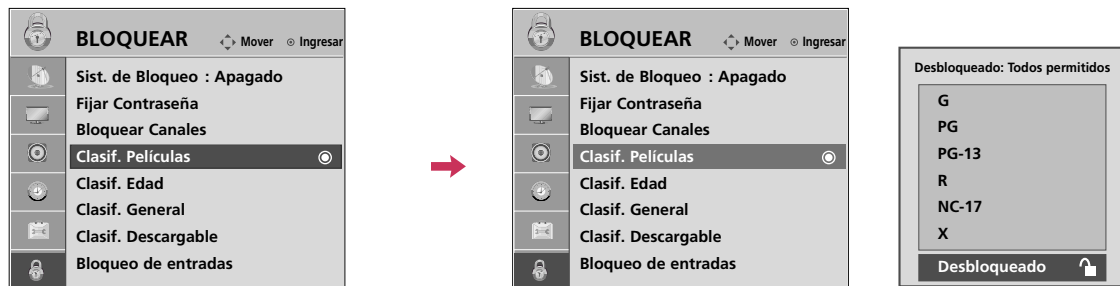 BLOQUEAR Mover Ingresar
Sist. de Bloqueo : Apagado
Fijar Contraseña
Bloquear Canales
Clasif. Películas
Clasif. Edad
Clasif. General
Clasif. Descargable
Bloqueo de entradas
BLOQUEAR Mover Ingresar
Sist. de Bloqueo : Apagado
Fijar Contraseña
Bloquear Canales
Clasif. Películas
Clasif. Edad
Clasif. General
Clasif. Descargable
Bloqueo de entradas
Desbloqueado: Todos permitidos
G
PG
PG-13
R
NC-17
X
Desbloqueado